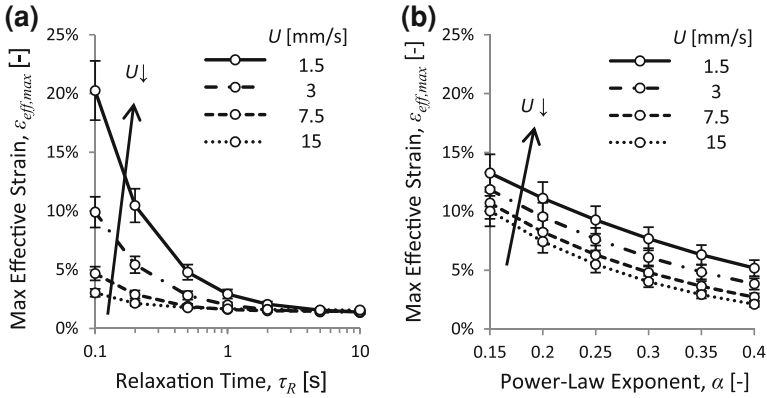 (a)
25%
20%
15%
10%
5%
0%
Max Effective Strain, εeff,max [-]
U↓
U [mm/s]
1.5
3
7.5
15
0.1
1
10
Relaxation Time, τR [s]
(b)
25%
20%
15%
10%
5%
0%
Max Effective Strain, εeff,max [-]
U↓
U [mm/s]
1.5
3
7.5
15
0.15
0.2
0.25
0.3
0.35
0.4
Power-Law Exponent, α [-]